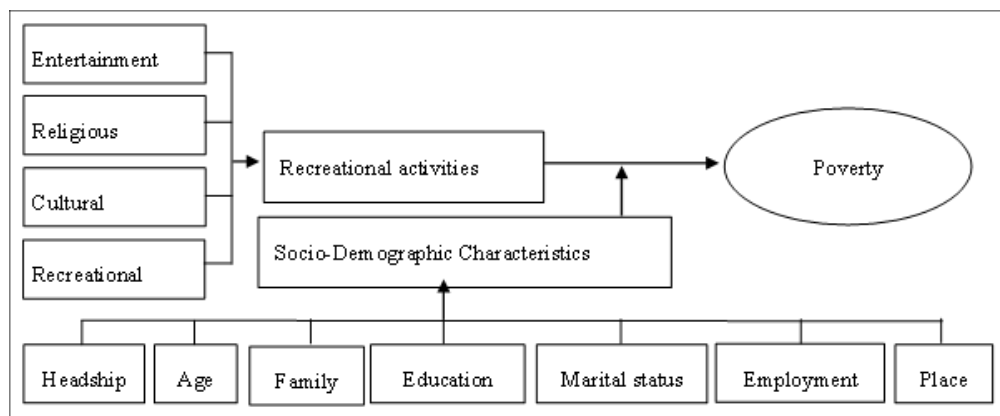 Entertainment
Religious
Cultural
Recreational
Recreational activities
Socio-Demographic Characteristics
Poverty
Headship
Age
Family
Education
Marital status
Employment
Place